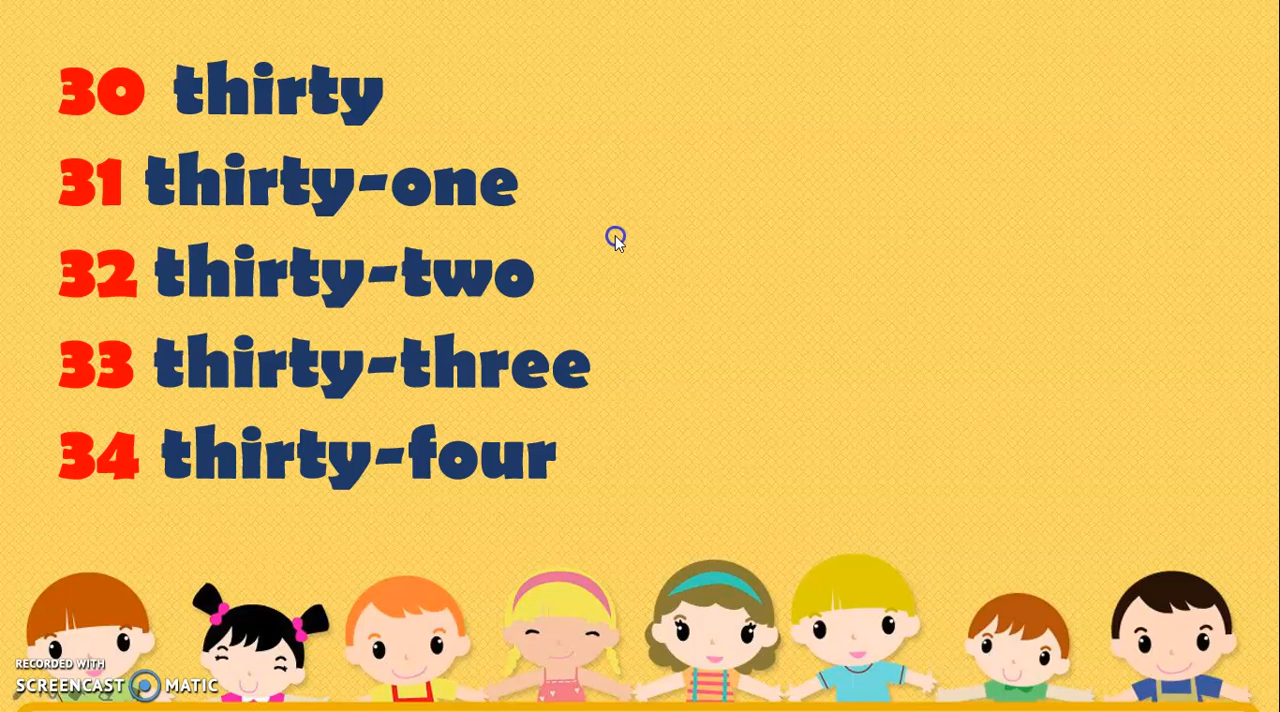 30 thirty
31 thirty-one
32 thirty-two
33 thirty-three
34 thirty-four
RECORDED WITH
SCREENCAST MATIC